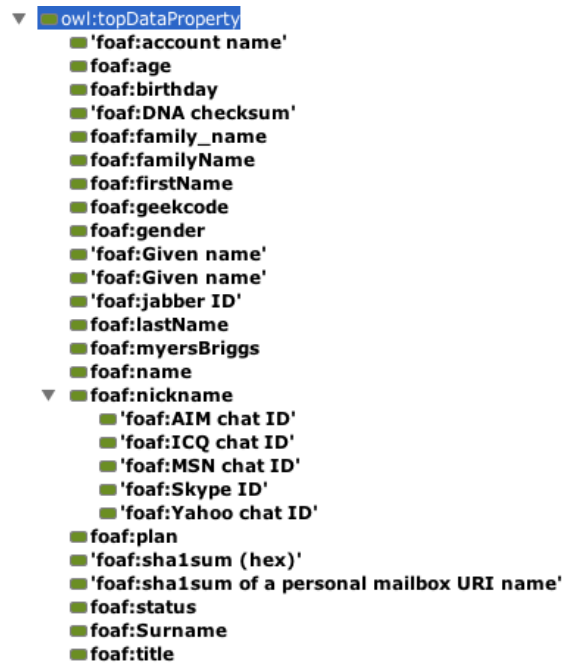 owl:topDataProperty
'foaf:account name'
foaf:age
foaf:birthday
'foaf:DNA checksum'
foaf:family_name
foaf:familyName
foaf:firstName
foaf:geekcode
foaf:gender
'foaf:Given name'
'foaf:Given name'
'foaf:jabber ID'
foaf:lastName
foaf:myersBriggs
foaf:name
foaf:nickname
'foaf:AIM chat ID'
'foaf:ICQ chat ID'
'foaf:MSN chat ID'
'foaf:Skype ID'
'foaf:Yahoo chat ID'
foaf:plan
'foaf:sha1sum (hex)'
'foaf:sha1sum of a personal mailbox URI name'
foaf:status
foaf:Surname
foaf:title